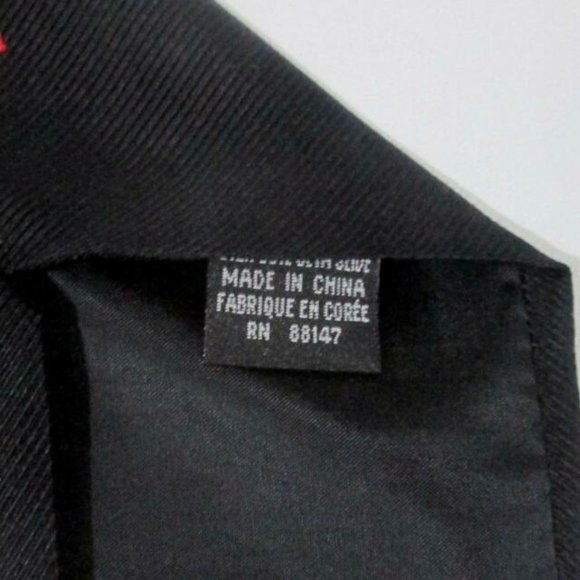 MADE IN CHINA
FABRIQUE EN CORÉE
RN 88147